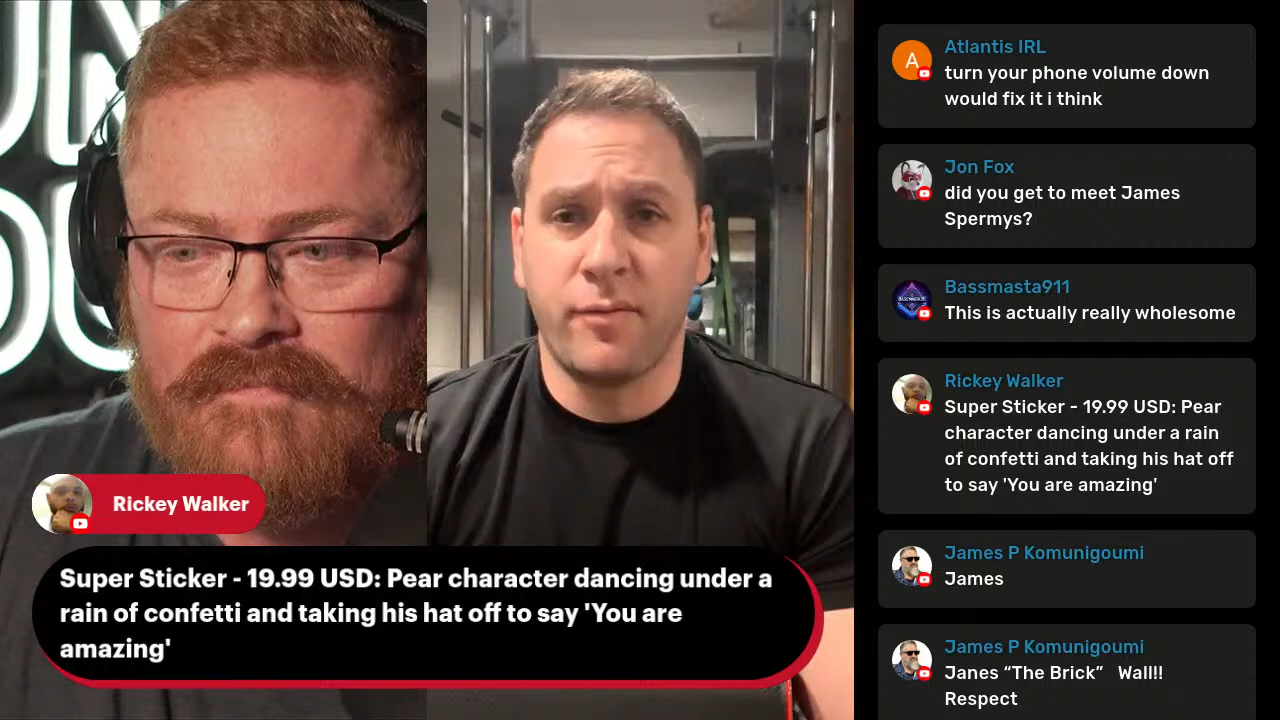 Rickey Walker
Super Sticker - 19.99 USD: Pear character dancing under a
rain of confetti and taking his hat off to say 'You are
amazing'
A
Atlantis IRL
turn your phone volume down
would fix it i think
Jon Fox
did you get to meet James
Spermys?
Bassmasta911
This is actually really wholesome
Rickey Walker
Super Sticker - 19.99 USD: Pear
character dancing under a rain
of confetti and taking his hat off
to say 'You are amazing'
James P Komunigoumi
James
James P Komunigoumi
Janes “The Brick”   Wall!!
Respect